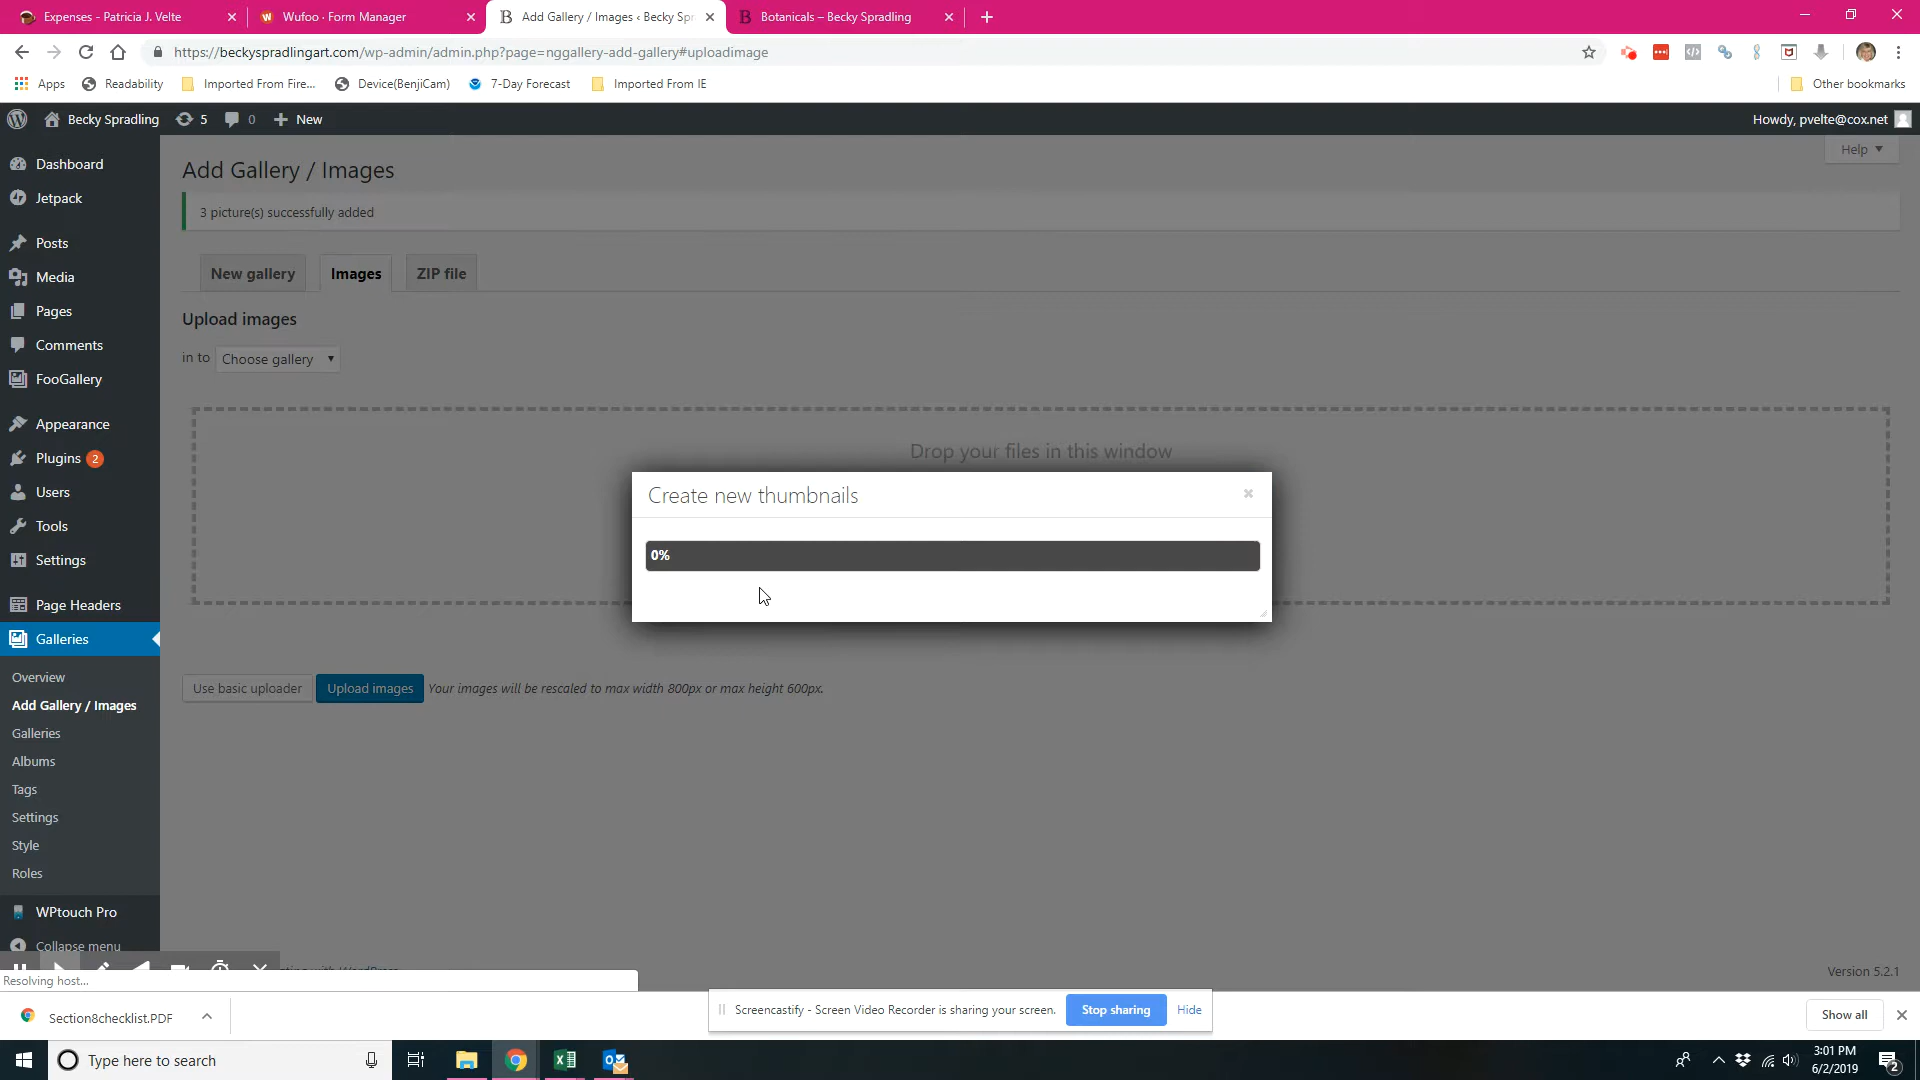 Expenses - Patricia J. Velte
Wufoo · Form Manager
Add Gallery / Images ‹ Becky Spr
Botanicals – Becky Spradling
https://beckyspradlingart.com/wp-admin/admin.php?page=nggallery-add-gallery#uploadimage
Apps
Readability
Imported From Fire...
Device(BenjiCam)
7-Day Forecast
Imported From IE
Other bookmarks
Becky Spradling
5
0
New
Howdy, pvelte@cox.net
Dashboard
Jetpack
Posts
Media
Pages
Comments
FooGallery
Appearance
Plugins 2
Users
Tools
Settings
Page Headers
Galleries
Overview
Add Gallery / Images
Galleries
Albums
Tags
Settings
Style
Roles
WPtouch Pro
Collapse menu
Help
Add Gallery / Images
3 picture(s) successfully added
New gallery
Images
ZIP file
Upload images
in to Choose gallery
Drop your files in this window
Create new thumbnails
0%
Use basic uploader
Upload images
Your images will be rescaled to max width 800px or max height 600px.
with WordPress
Version 5.2.1
Resolving host...
Section8checklist.PDF
Screencastify - Screen Video Recorder is sharing your screen.
Stop sharing
Hide
Show all
Type here to search
3:01 PM
6/2/2019
2